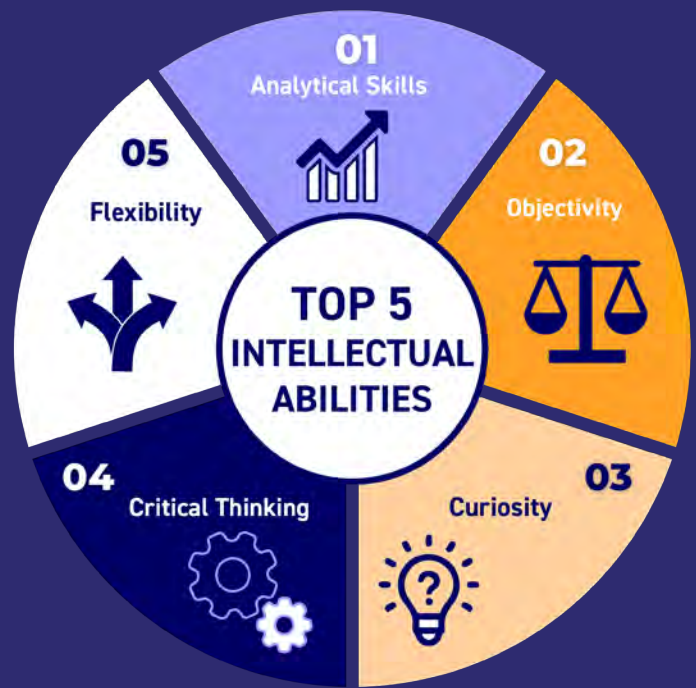 TOP 5
INTELLECTUAL
ABILITIES
01
Analytical Skills
02
Objectivity
03
Curiosity
?
04
Critical Thinking
05
Flexibility